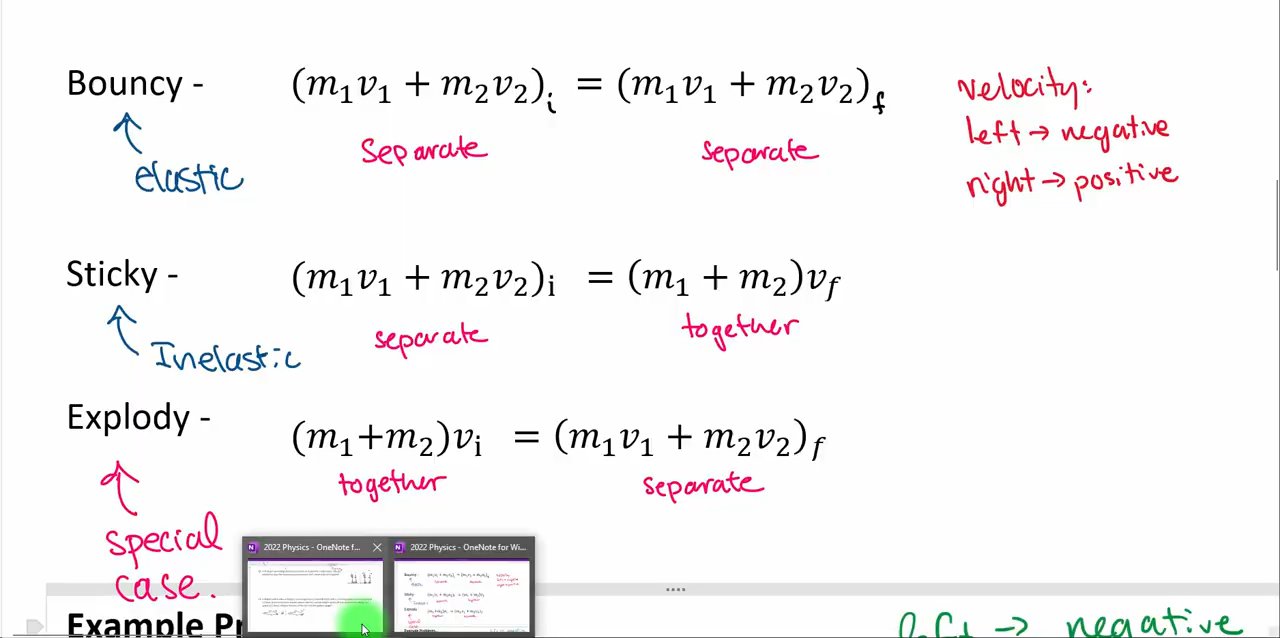 Bouncy - (m₁v₁ + m₂v₂)ᵢ = (m₁v₁ + m₂v₂)f
velocity:
left → negative
right → positive
separate separate
elastic
Sticky - (m₁v₁ + m₂v₂)i = (m₁ + m₂)vf
separate together
Inelastic
Explody - (m₁+m₂)vi = (m₁v₁ + m₂v₂)f
together separate
special
case.
2022 Physics - OneNote f... 2022 Physics - OneNote for Wi...
Example Pr
left → negative